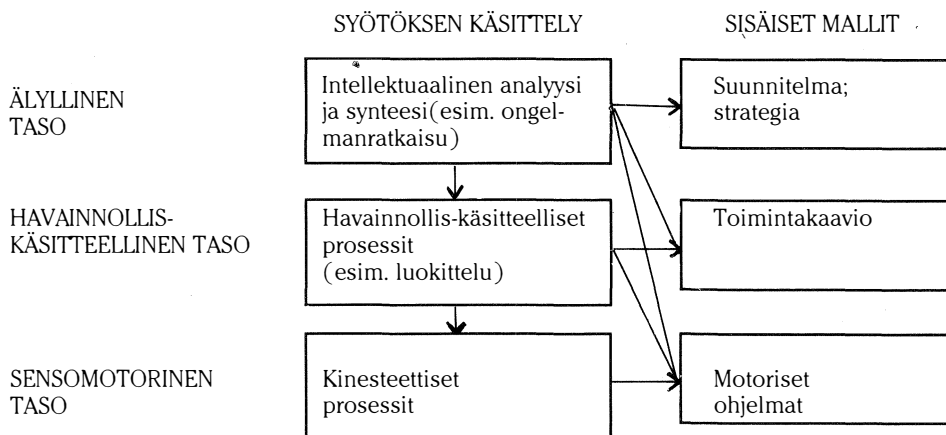 SYÖTÖKSEN KÄSITTELY
SISÄISET MALLIT
ÄLYLLINEN
TASO
Intellektuaalinen analyysi
ja synteesi(esim. ongel-
manratkaisu)
Suunnitelma;
strategia
HAVAINNOLLIS-
KÄSITTEELLINEN TASO
Havainnollis-käsitteelliset
prosessit
(esim. luokittelu)
Toimintakaavio
SENSOMOTORINEN
TASO
Kinesteettiset
prosessit
Motoriset
ohjelmat